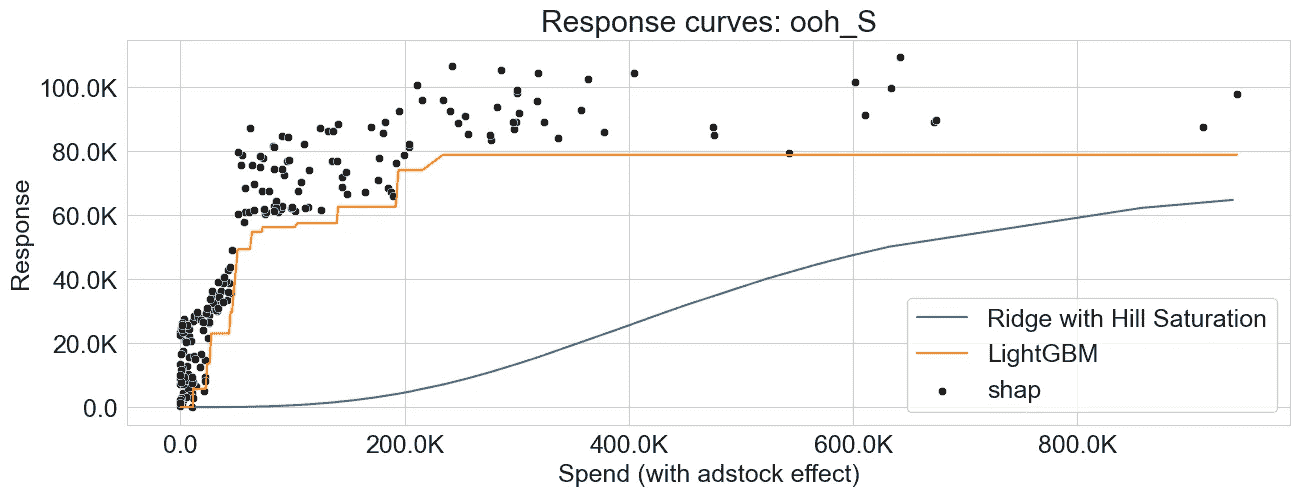 Response curves: ooh_S
Response
100.0K
80.0K
60.0K
40.0K
20.0K
0.0
0.0
200.0K
400.0K
600.0K
800.0K
Spend (with adstock effect)
Ridge with Hill Saturation
LightGBM
shap